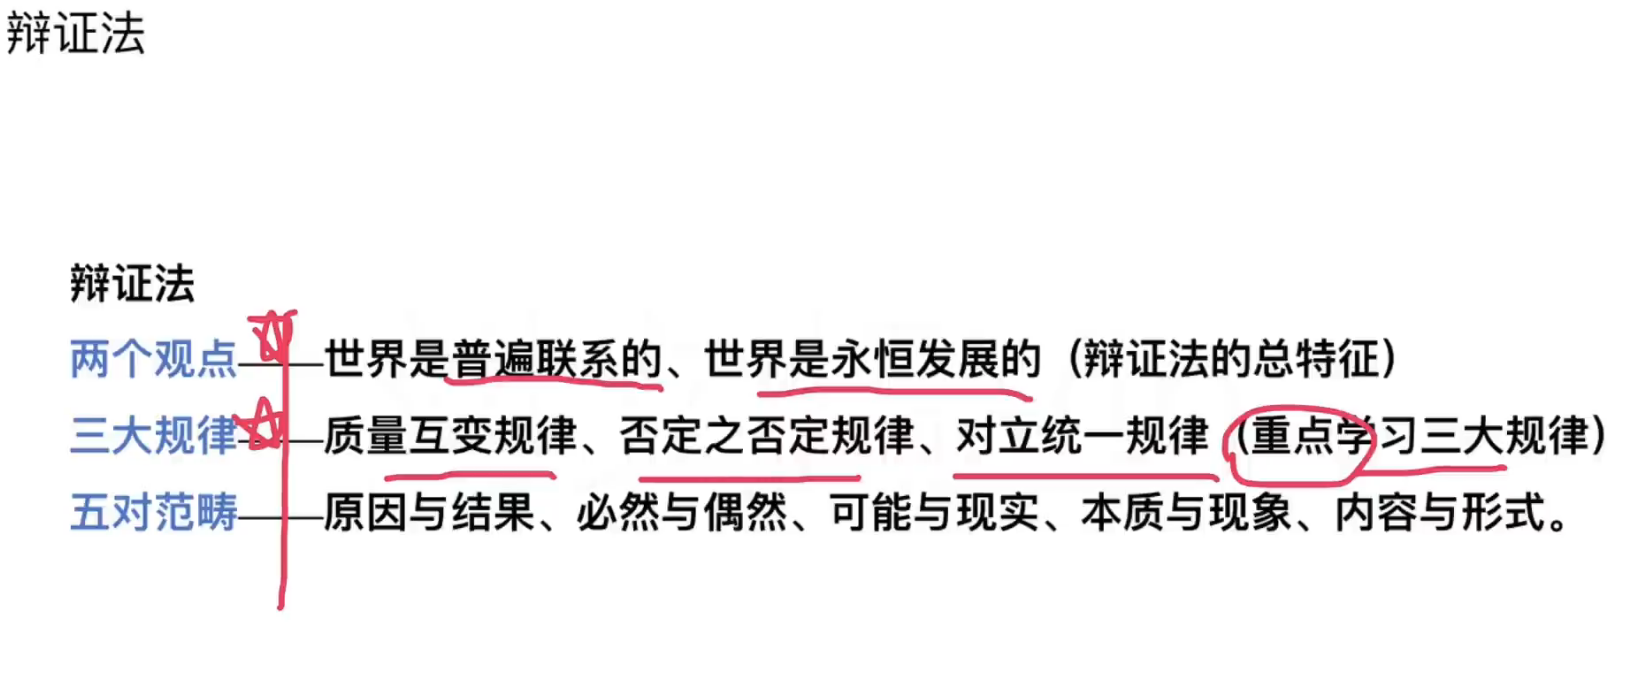 辩证法
辩证法
两个观点——世界是普遍联系的、世界是永恒发展的（辩证法的总特征）
三大规律——质量互变规律、否定之否定规律、对立统一规律（重点学习三大规律）
五对范畴——原因与结果、必然与偶然、可能与现实、本质与现象、内容与形式。